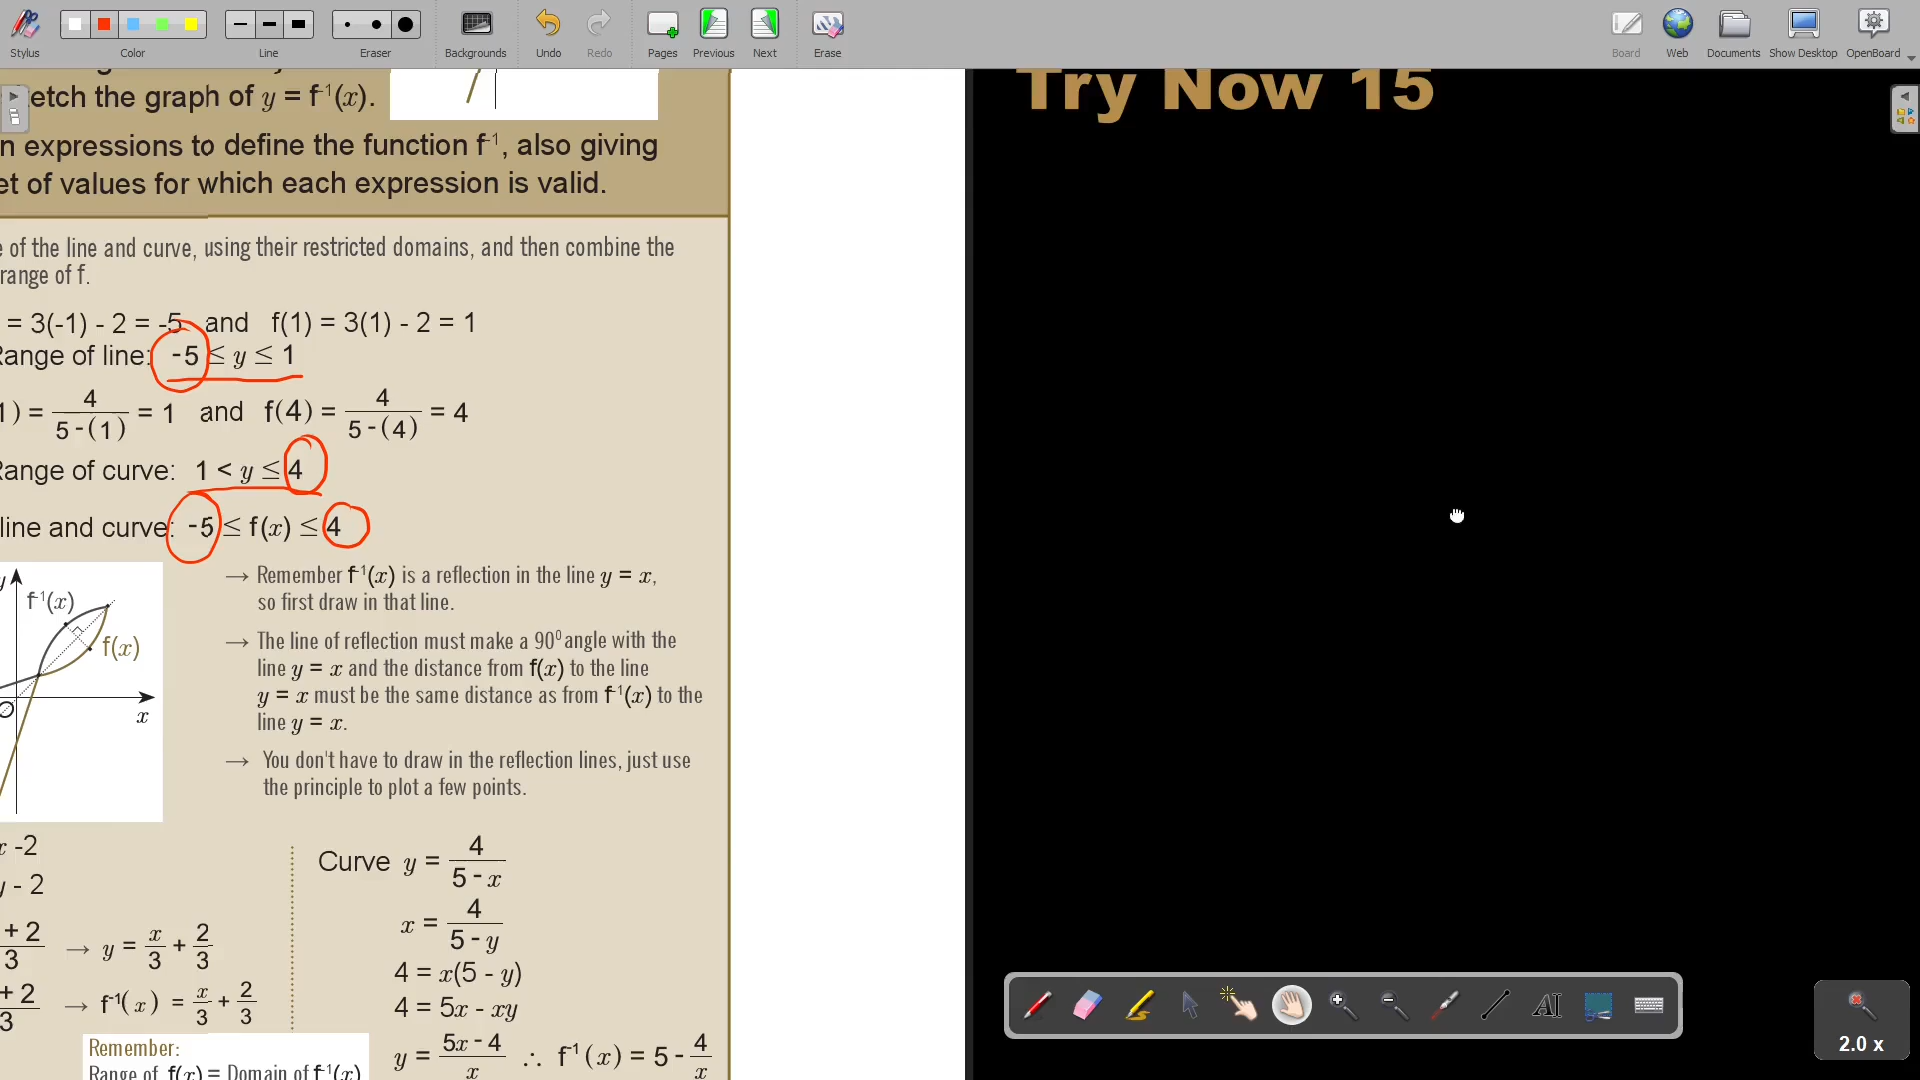 Stylus
Color
Line
Eraser
Backgrounds
Undo
Redo
Pages
Previous
Next
Erase
Board
Web
Documents
Show Desktop
OpenBoard
etch the graph of y = f⁻¹(x).
n expressions to define the function f⁻¹, also giving
et of values for which each expression is valid.
e of the line and curve, using their restricted domains, and then combine the
range of f.
= 3(-1) - 2 = -5 and f(1) = 3(1) - 2 = 1
Range of line: -5 ≤ y ≤ 1
1) = 4/(5-(1)) = 1 and f(4) = 4/(5-(4)) = 4
Range of curve: 1 < y ≤ 4
line and curve: -5 ≤ f(x) ≤ 4
y
f⁻¹(x)
f(x)
O
x
→ Remember f⁻¹(x) is a reflection in the line y = x,
so first draw in that line.
→ The line of reflection must make a 90⁰ angle with the
line y = x and the distance from f(x) to the line
y = x must be the same distance as from f⁻¹(x) to the
line y = x.
→ You don't have to draw in the reflection lines, just use
the principle to plot a few points.
x -2
y - 2
+ 2/3 → y = x/3 + 2/3
+ 2/3 → f⁻¹(x) = x/3 + 2/3
Remember:
Range of f(x) = Domain of f⁻¹(x)
Curve y = 4/(5 - x)
x = 4/(5 - y)
4 = x(5 - y)
4 = 5x - xy
y = (5x - 4)/x ∴ f⁻¹(x) = 5 - 4/x
Try Now 15
2.0 x